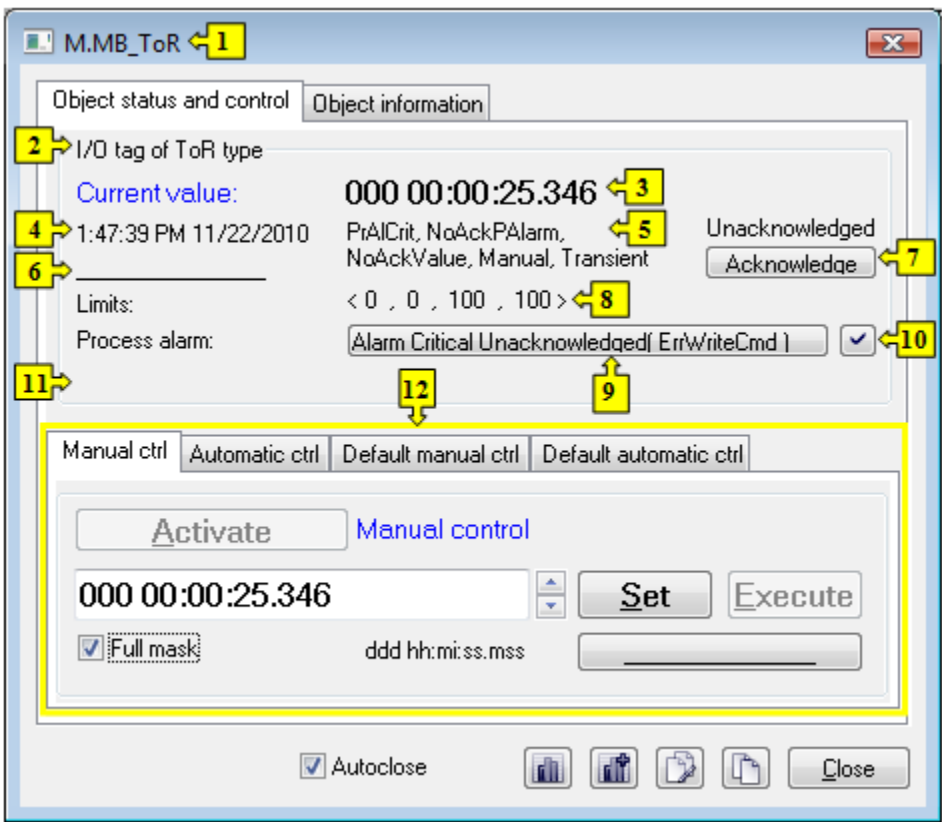 M.MB_ToR 1
Object status and control Object information
2 I/O tag of ToR type
Current value: 000 00:00:25.346 3
4 1:47:39 PM 11/22/2010 PrAlCrit, NoAckPAlarm, 5 Unacknowledged
6 NoAckValue, Manual, Transient Acknowledge 7
Limits: < 0 , 0 , 100 , 100 > 8
Process alarm: Alarm Critical Unacknowledged( ErrWriteCmd ) 10
11 12 9
Manual ctrl Automatic ctrl Default manual ctrl Default automatic ctrl
Activate Manual control
000 00:00:25.346 Set Execute
Full mask ddd hh:mi:ss.mss
Autoclose Close